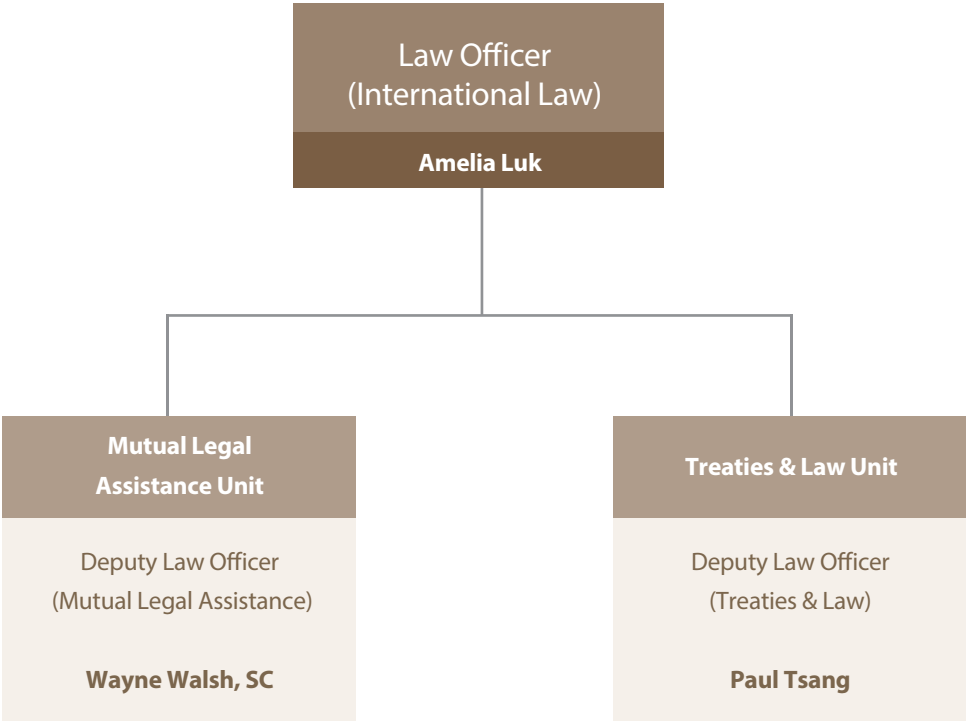 Law Officer
(International Law)
Amelia Luk
Mutual Legal
Assistance Unit
Deputy Law Officer
(Mutual Legal Assistance)
Wayne Walsh, SC
Treaties & Law Unit
Deputy Law Officer
(Treaties & Law)
Paul Tsang